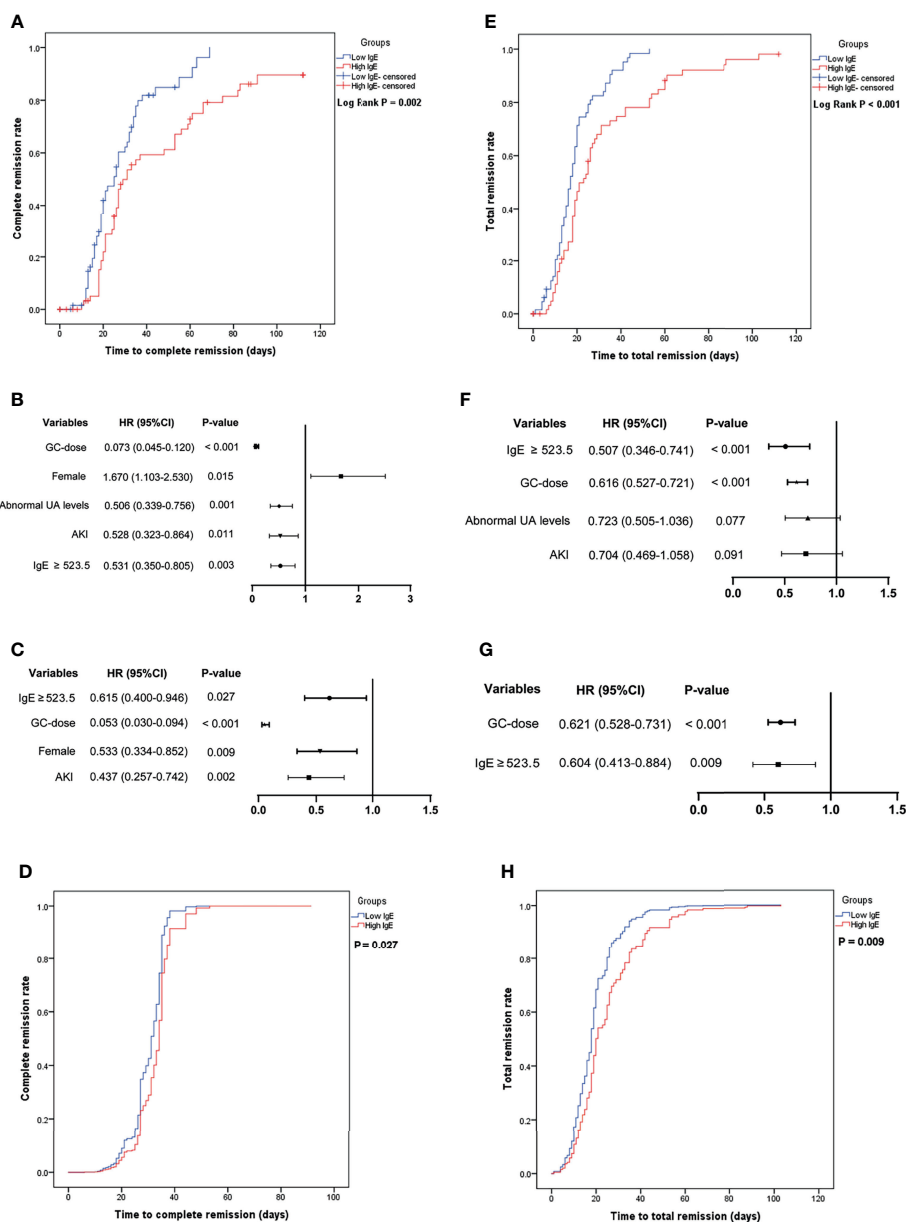 A
Groups
Low IgE
High IgE
Low IgE- censored
High IgE- censored
Log Rank P = 0.002
Complete remission rate
1.0
0.8
0.6
0.4
0.2
0.0
0 20 40 60 80 100 120
Time to complete remission (days)
E
Groups
Low IgE
High IgE
Low IgE- censored
High IgE- censored
Log Rank P < 0.001
Total remission rate
1.0
0.8
0.6
0.4
0.2
0.0
0 20 40 60 80 100 120
Time to total remission (days)
B
Variables HR (95%CI) P-value
GC-dose 0.073 (0.045-0.120) < 0.001
Female 1.670 (1.103-2.530) 0.015
Abnormal UA levels 0.506 (0.339-0.756) 0.001
AKI 0.528 (0.323-0.864) 0.011
IgE ≥ 523.5 0.531 (0.350-0.805) 0.003
0 1 2 3
F
Variables HR (95%CI) P-value
IgE ≥ 523.5 0.507 (0.346-0.741) < 0.001
GC-dose 0.616 (0.527-0.721) < 0.001
Abnormal UA levels 0.723 (0.505-1.036) 0.077
AKI 0.704 (0.469-1.058) 0.091
0.0 0.5 1.0 1.5
C
Variables HR (95%CI) P-value
IgE ≥ 523.5 0.615 (0.400-0.946) 0.027
GC-dose 0.053 (0.030-0.094) < 0.001
Female 0.533 (0.334-0.852) 0.009
AKI 0.437 (0.257-0.742) 0.002
0.0 0.5 1.0 1.5
G
Variables HR (95%CI) P-value
GC-dose 0.621 (0.528-0.731) < 0.001
IgE ≥ 523.5 0.604 (0.413-0.884) 0.009
0.0 0.5 1.0 1.5
D
Groups
Low IgE
High IgE
P = 0.027
Complete remission rate
1.0
0.8
0.6
0.4
0.2
0.0
0 20 40 60 80 100
Time to complete remission (days)
H
Groups
Low IgE
High IgE
P = 0.009
Total remission rate
1.0
0.8
0.6
0.4
0.2
0.0
0 20 40 60 80 100 120
Time to total remission (days)